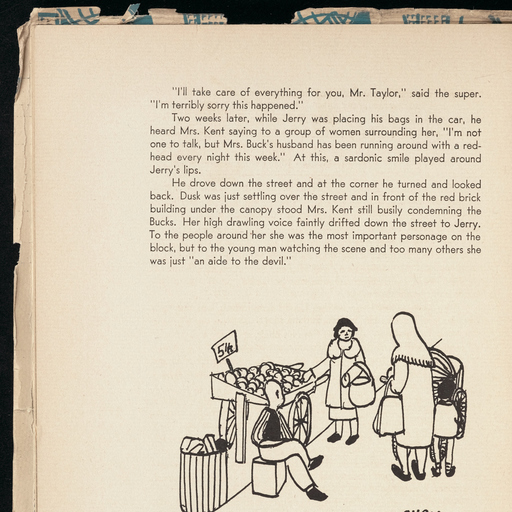 "I'll take care of everything for you, Mr. Taylor," said the super.
"I'm terribly sorry this happened."
Two weeks later, while Jerry was placing his bags in the car, he
heard Mrs. Kent saying to a group of women surrounding her, "I'm not
one to talk, but Mrs. Buck's husband has been running around with a red-
head every night this week." At this, a sardonic smile played around
Jerry's lips.
He drove down the street and at the corner he turned and looked
back. Dusk was just settling over the street and in front of the red brick
building under the canopy stood Mrs. Kent still busily condemning the
Bucks. Her high drawling voice faintly drifted down the street to Jerry.
To the people around her she was the most important personage on the
block, but to the young man watching the scene and too many others she
was just "an aide to the devil."